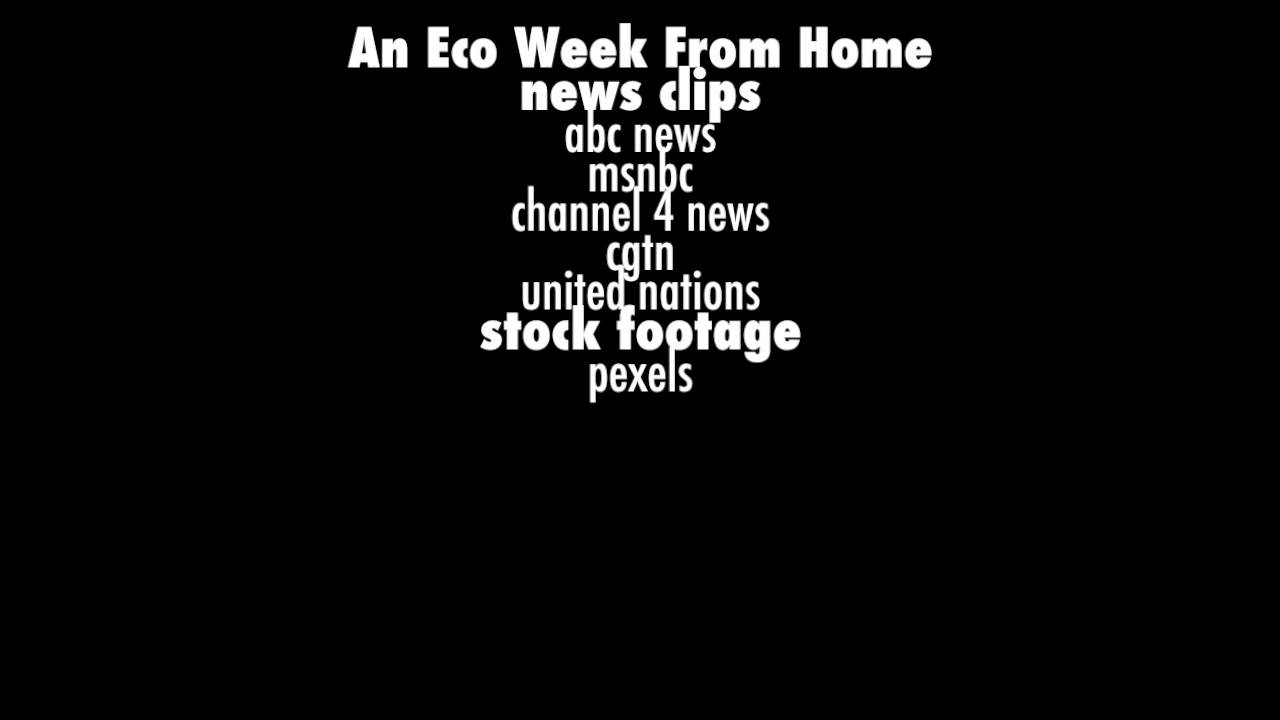 An Eco Week From Home
news clips
abc news
msnbc
channel 4 news
cgtn
united nations
stock footage
pexels